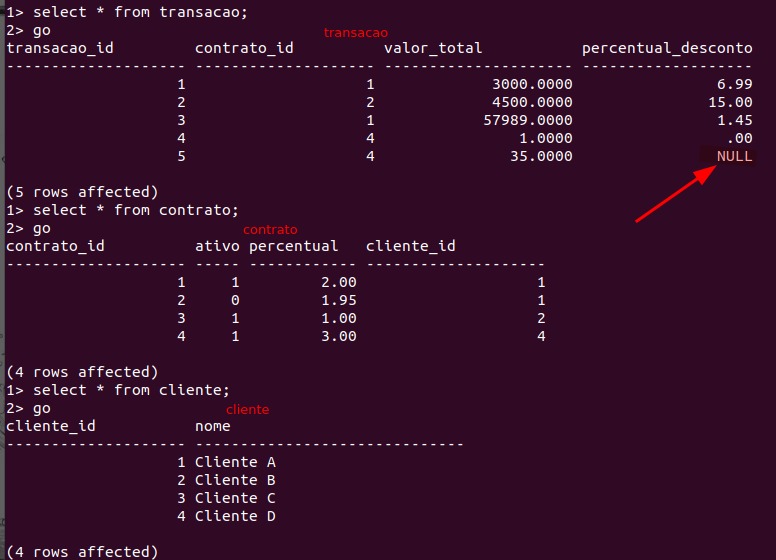 1> select * from transacao;
2> go
transacao
transacao_id contrato_id valor_total percentual_desconto
-------------------- -------------------- --------------------- -------------------
1 1 3000.0000 6.99
2 2 4500.0000 15.00
3 1 57989.0000 1.45
4 4 1.0000 .00
5 4 35.0000 NULL
(5 rows affected)
1> select * from contrato;
2> go
contrato
contrato_id ativo percentual cliente_id
-------------------- ----- ------------ --------------------
1 1 2.00 1
2 0 1.95 1
3 1 1.00 2
4 1 3.00 4
(4 rows affected)
1> select * from cliente;
2> go
cliente
cliente_id nome
-------------------- ------------------------------
1 Cliente A
2 Cliente B
3 Cliente C
4 Cliente D
(4 rows affected)